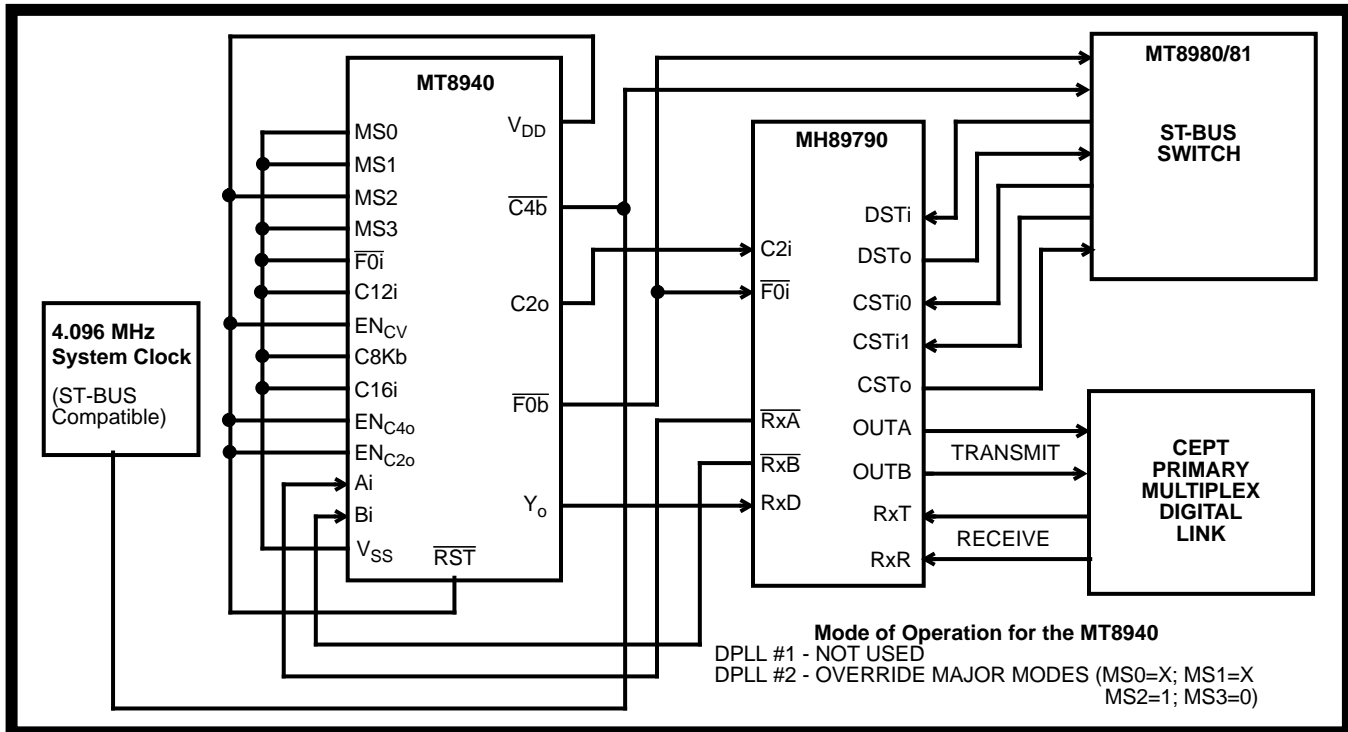 MT8940
MS0
MS1
MS2
MS3
F0i
C12i
ENCV
C8Kb
C16i
ENC4o
ENC2o
Ai
Bi
VSS
RST
VDD
C4b
C2o
F0b
Yo
4.096 MHz
System Clock
(ST-BUS
Compatible)
MH89790
C2i
F0i
RxA
RxB
RxD
DSTi
DSTo
CSTi0
CSTi1
CSTo
OUTA
OUTB
RxT
RxR
MT8980/81
ST-BUS
SWITCH
TRANSMIT
RECEIVE
CEPT
PRIMARY
MULTIPLEX
DIGITAL
LINK
Mode of Operation for the MT8940
DPLL #1 - NOT USED
DPLL #2 - OVERRIDE MAJOR MODES (MS0=X; MS1=X
MS2=1; MS3=0)